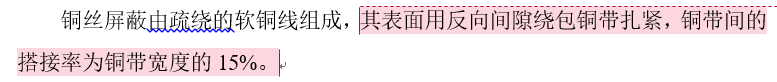 铜丝屏蔽由疏绕的软铜线组成，其表面用反向间隙绕包铜带扎紧，铜带间的
搭接率为铜带宽度的 15%。